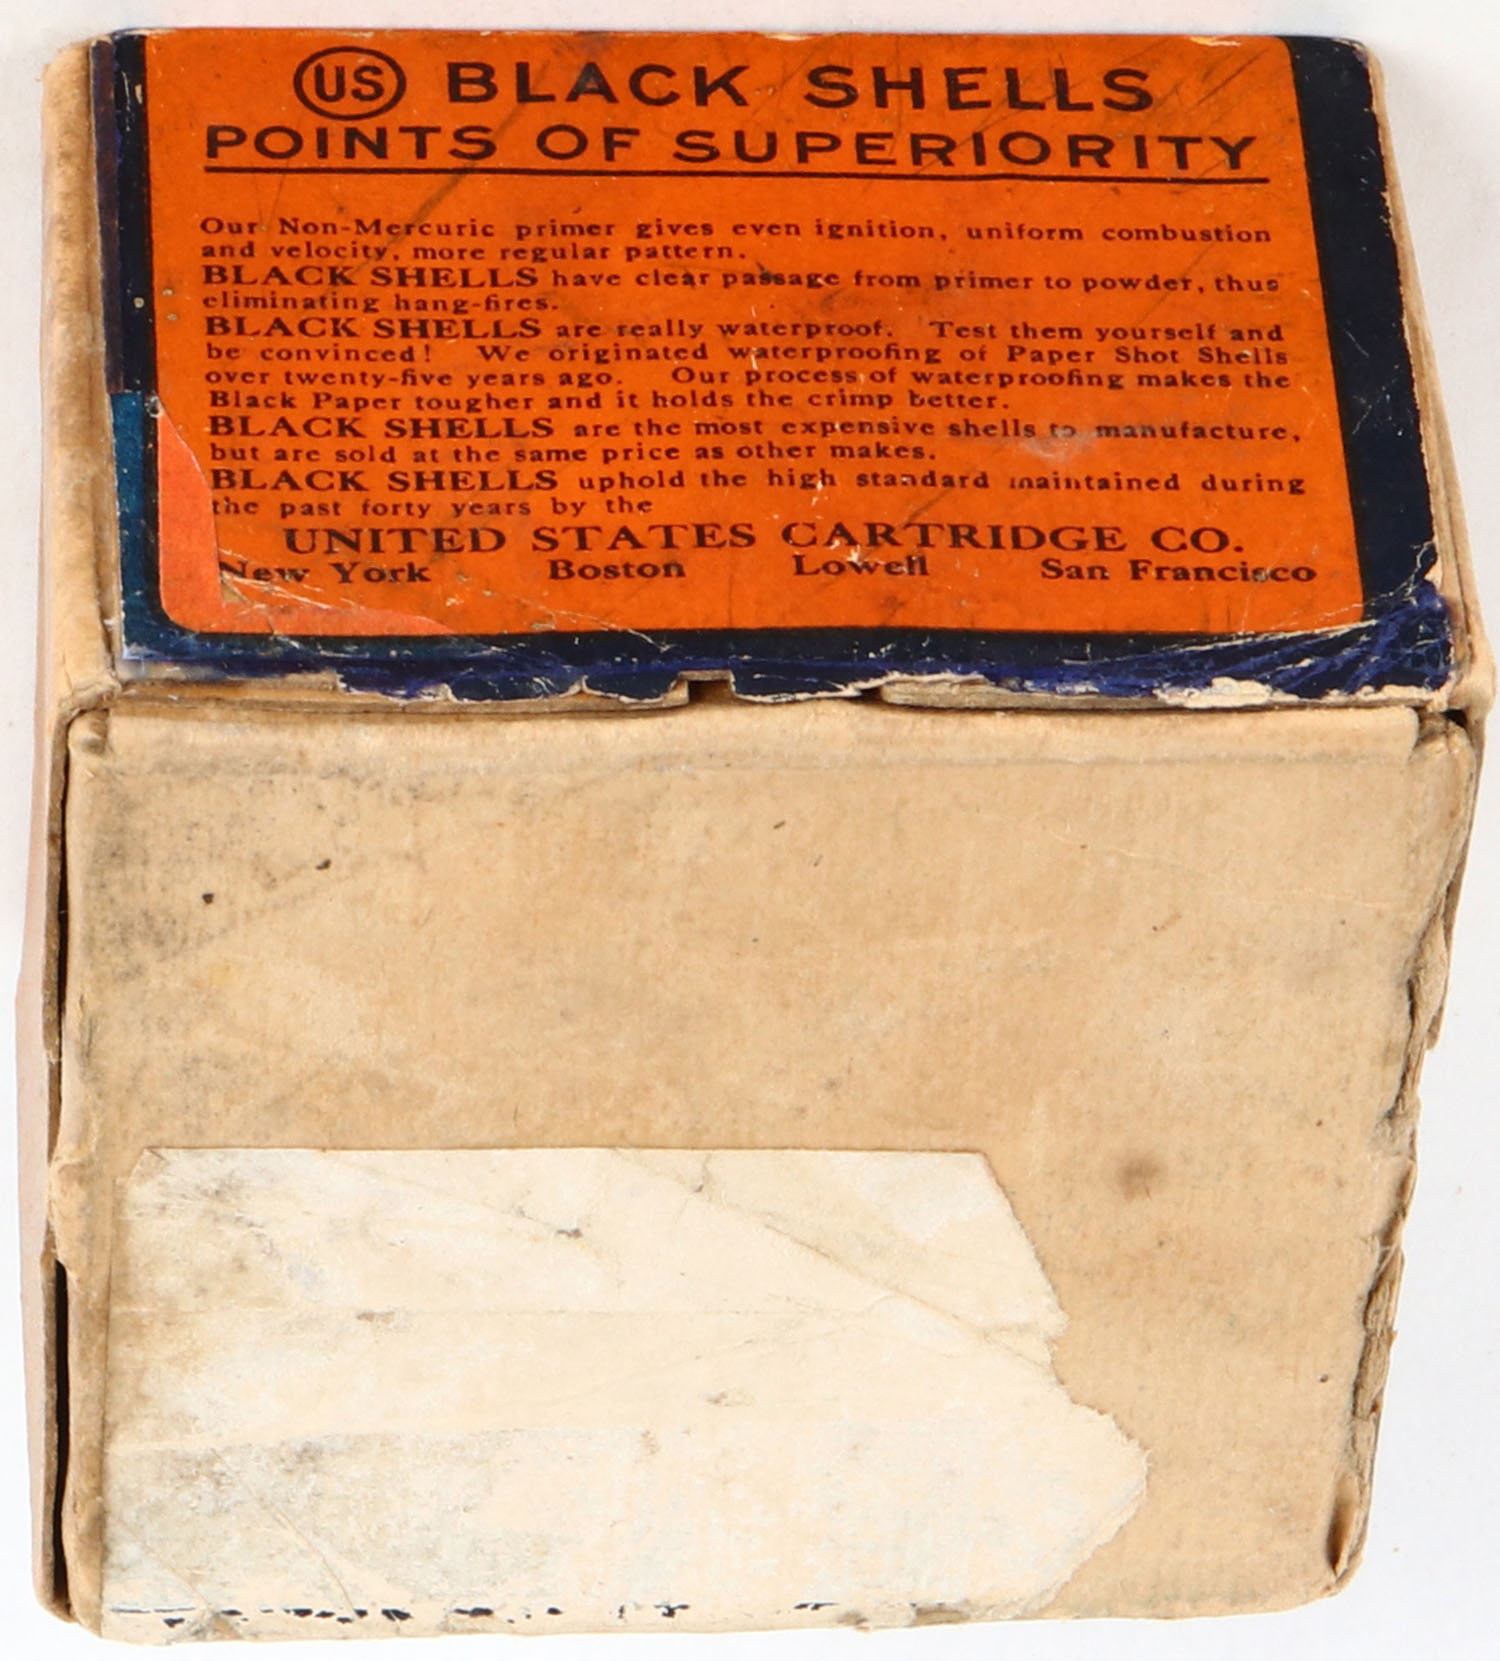 US BLACK SHELLS
POINTS OF SUPERIORITY
Our Non-Mercuric primer gives even ignition, uniform combustion
and velocity, more regular pattern.
BLACK SHELLS have clear passage from primer to powder, thus
eliminating hang-fires.
BLACK SHELLS are really waterproof. Test them yourself and
be convinced! We originated waterproofing of Paper Shot Shells
over twenty-five years ago. Our process of waterproofing makes the
Black Paper tougher and it holds the crimp better.
BLACK SHELLS are the most expensive shells to manufacture,
but are sold at the same price as other makes.
BLACK SHELLS uphold the high standard maintained during
the past forty years by the
UNITED STATES CARTRIDGE CO.
New York Boston Lowell San Francisco